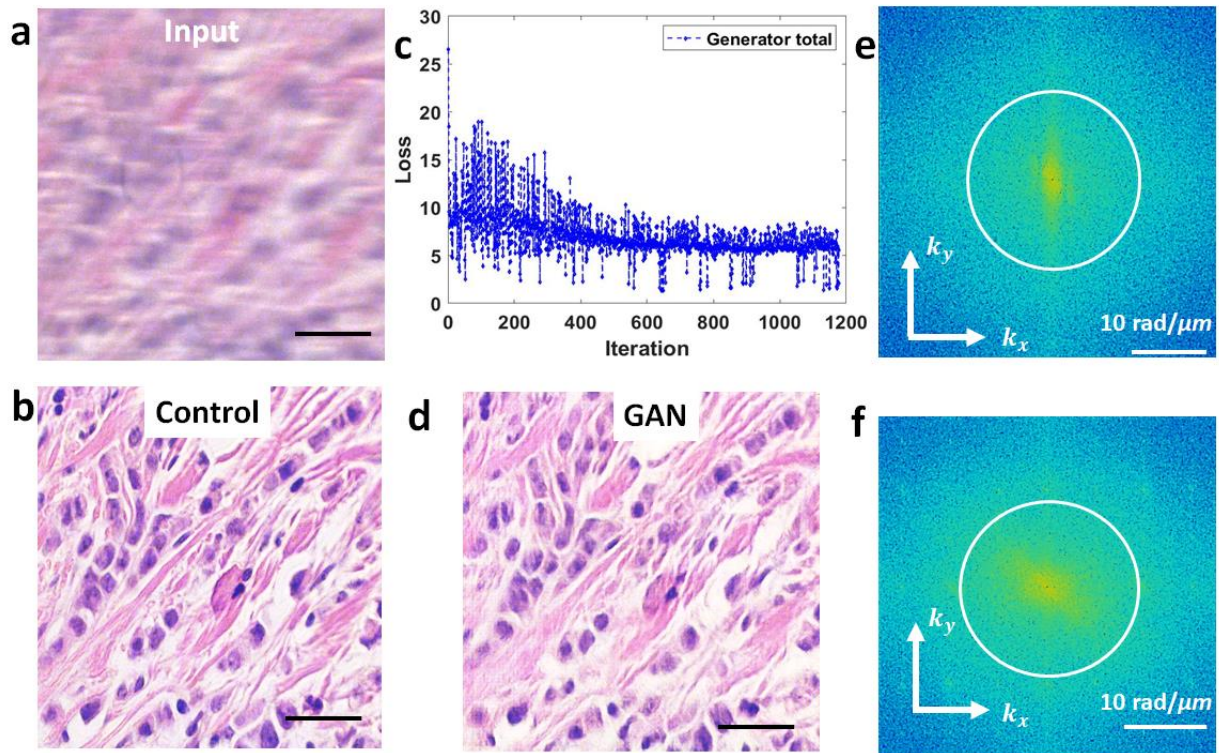 a
Input
b
Control
c
30
25
20
15
10
5
0
Loss
Generator total
0 200 400 600 800 1000 1200
Iteration
d
GAN
e
k_y
k_x
10 rad/μm
f
k_y
k_x
10 rad/μm